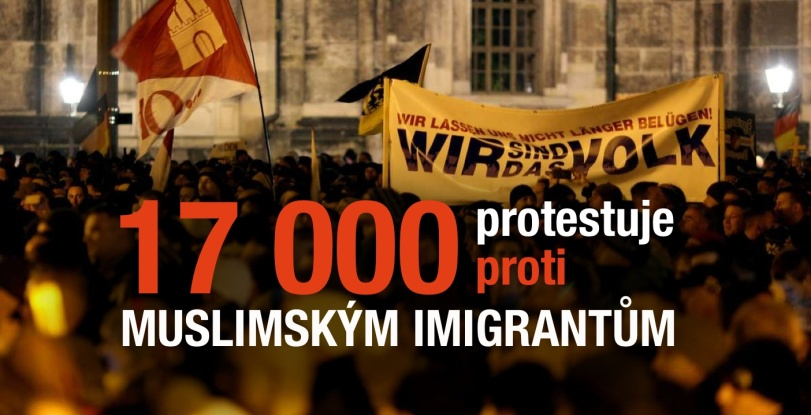 WIR LASSEN UNS NICHT LÄNGER BELÜGEN!
WIR SIND DAS VOLK
17 000 protestuje
proti
MUSLIMSKÝM IMIGRANTŮM